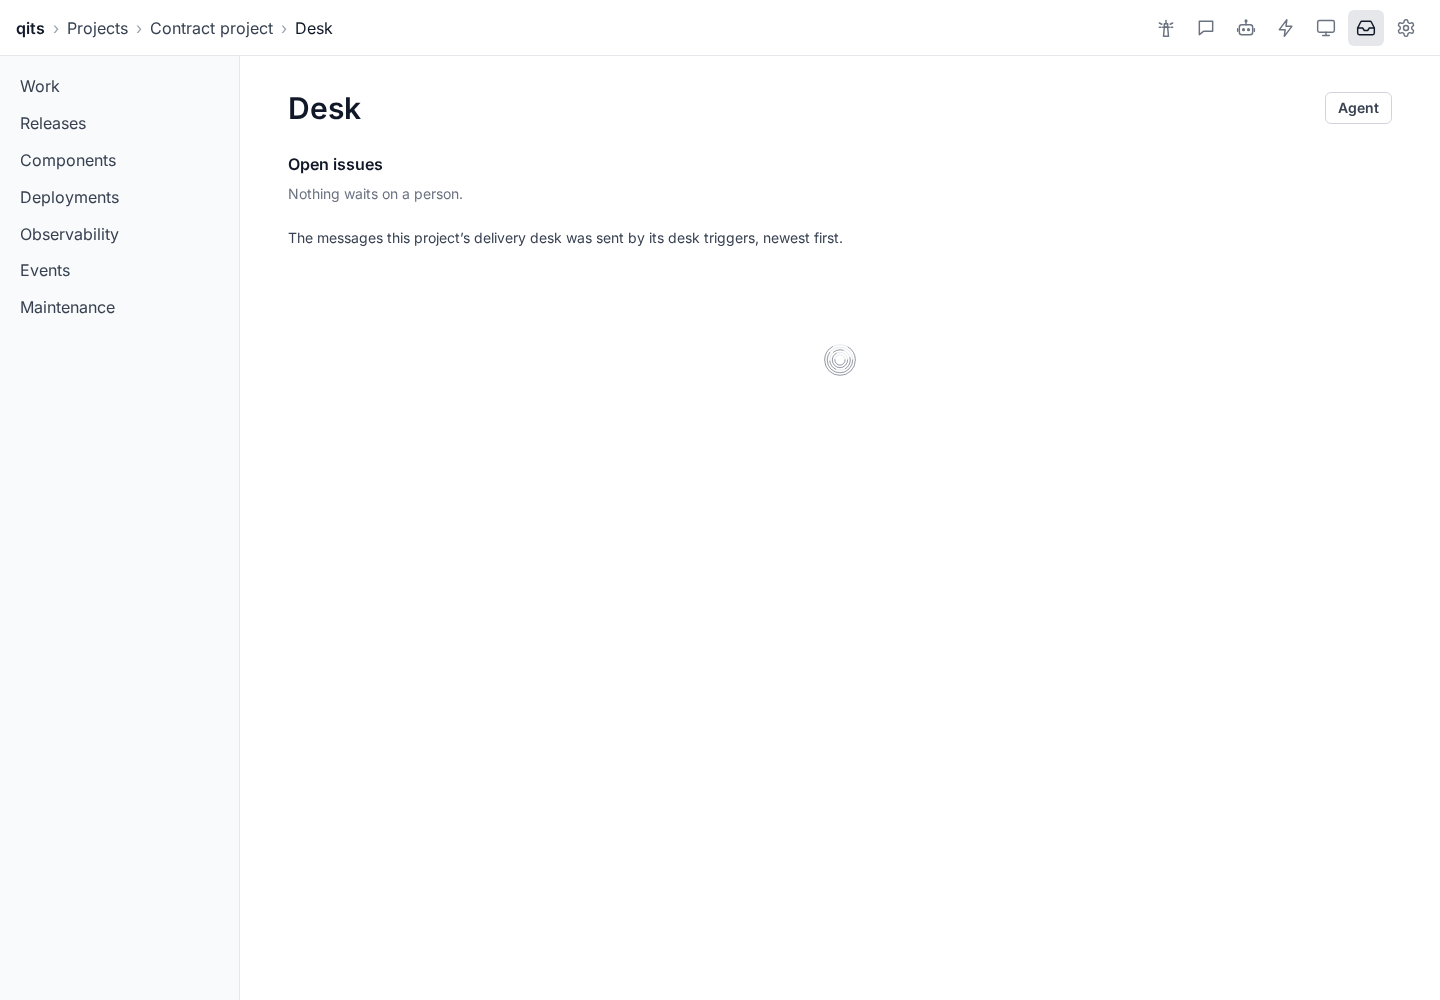 qits › Projects › Contract project › Desk
Work
Releases
Components
Deployments
Observability
Events
Maintenance
Desk
Agent
Open issues
Nothing waits on a person.
The messages this project’s delivery desk was sent by its desk triggers, newest first.